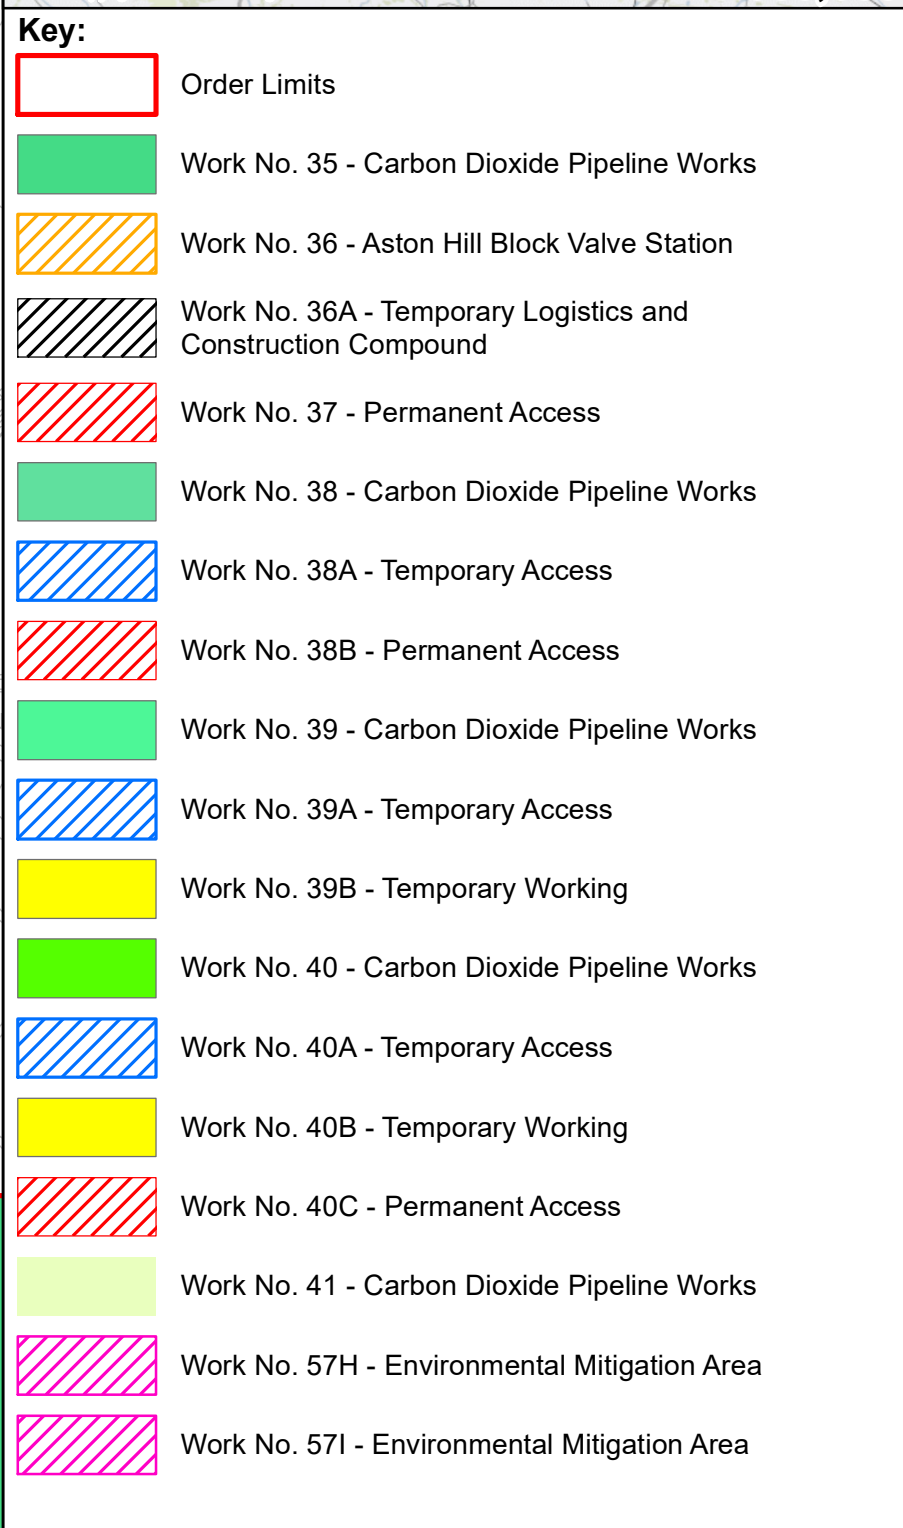 Key:
Order Limits
Work No. 35 - Carbon Dioxide Pipeline Works
Work No. 36 - Aston Hill Block Valve Station
Work No. 36A - Temporary Logistics and
Construction Compound
Work No. 37 - Permanent Access
Work No. 38 - Carbon Dioxide Pipeline Works
Work No. 38A - Temporary Access
Work No. 38B - Permanent Access
Work No. 39 - Carbon Dioxide Pipeline Works
Work No. 39A - Temporary Access
Work No. 39B - Temporary Working
Work No. 40 - Carbon Dioxide Pipeline Works
Work No. 40A - Temporary Access
Work No. 40B - Temporary Working
Work No. 40C - Permanent Access
Work No. 41 - Carbon Dioxide Pipeline Works
Work No. 57H - Environmental Mitigation Area
Work No. 57I - Environmental Mitigation Area